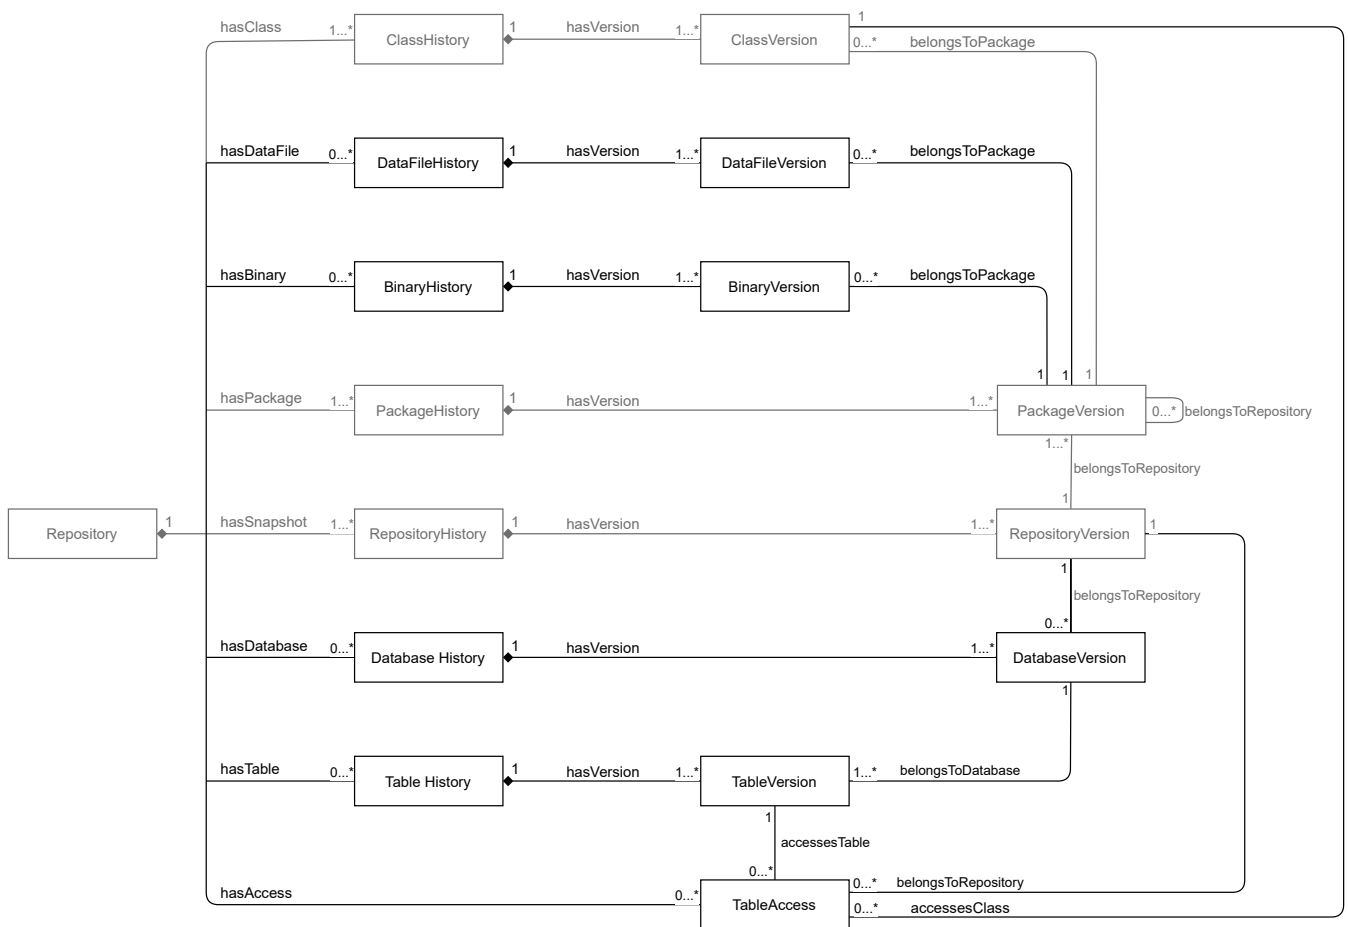 hasClass 1...* ClassHistory 1 hasVersion 1...* ClassVersion 1
0...* belongsToPackage
hasDataFile 0...* DataFileHistory 1 hasVersion 1...* DataFileVersion 0...* belongsToPackage
hasBinary 0...* BinaryHistory 1 hasVersion 1...* BinaryVersion 0...* belongsToPackage
1 1 1
hasPackage 1...* PackageHistory 1 hasVersion 1...* PackageVersion 0...* belongsToRepository
1...*
belongsToRepository
1
Repository 1 hasSnapshot 1...* RepositoryHistory 1 hasVersion 1...* RepositoryVersion 1
1
belongsToRepository
0...*
hasDatabase 0...* Database History 1 hasVersion 1...* DatabaseVersion
1
hasTable 0...* Table History 1 hasVersion 1...* TableVersion 1...* belongsToDatabase
1
accessesTable
0...*
hasAccess 0...* TableAccess 0...* belongsToRepository
0...* accessesClass